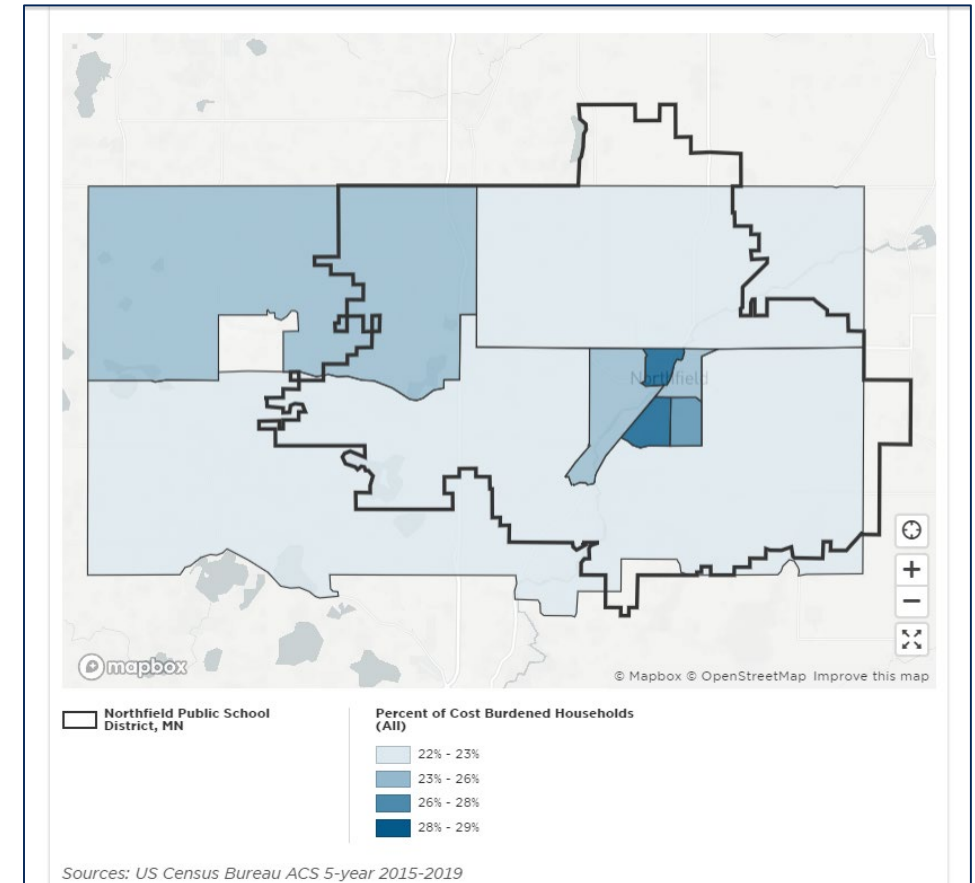 Northfield
mapbox
© Mapbox © OpenStreetMap Improve this map
Northfield Public School
District, MN
Percent of Cost Burdened Households
(All)
22% - 23%
23% - 26%
26% - 28%
28% - 29%
Sources: US Census Bureau ACS 5-year 2015-2019